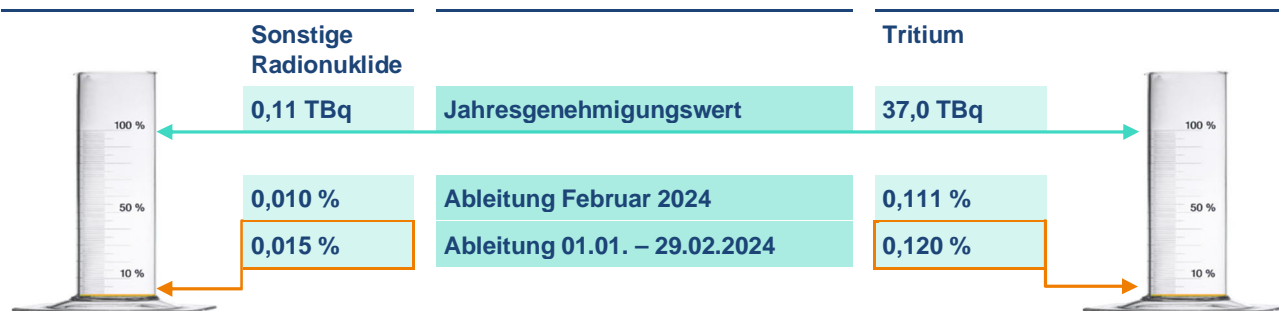 Sonstige
Radionuklide
Tritium
0,11 TBq Jahresgenehmigungswert 37,0 TBq
100 % 100 %
0,010 % Ableitung Februar 2024 0,111 %
50 % 50 %
0,015 % Ableitung 01.01. – 29.02.2024 0,120 %
10 % 10 %